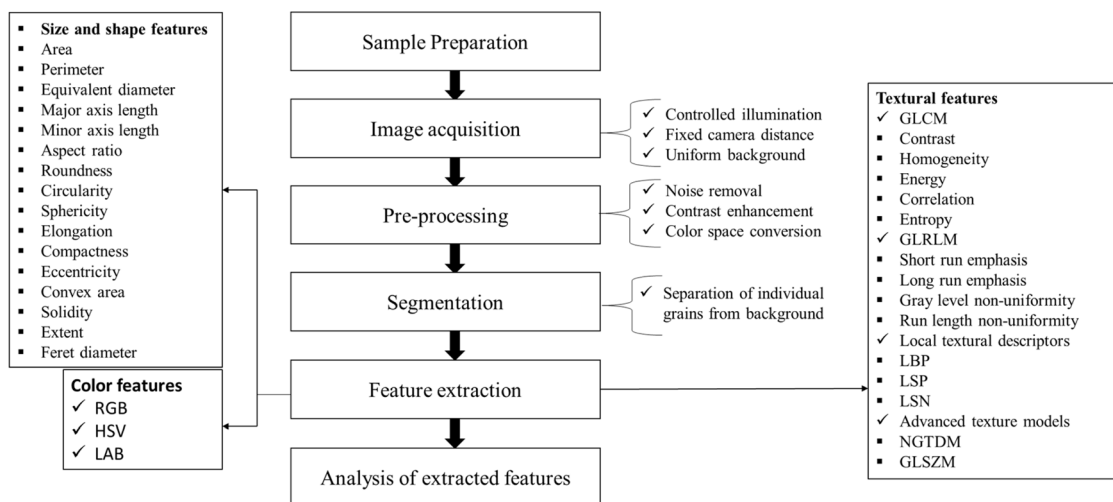 Size and shape features
Area
Perimeter
Equivalent diameter
Major axis length
Minor axis length
Aspect ratio
Roundness
Circularity
Sphericity
Elongation
Compactness
Eccentricity
Convex area
Solidity
Extent
Feret diameter
Color features
RGB
HSV
LAB
Sample Preparation
Image acquisition
Controlled illumination
Fixed camera distance
Uniform background
Pre-processing
Noise removal
Contrast enhancement
Color space conversion
Segmentation
Separation of individual
grains from background
Feature extraction
Analysis of extracted features
Textural features
GLCM
Contrast
Homogeneity
Energy
Correlation
Entropy
GLRLM
Short run emphasis
Long run emphasis
Gray level non-uniformity
Run length non-uniformity
Local textural descriptors
LBP
LSP
LSN
Advanced texture models
NGTDM
GLSZM